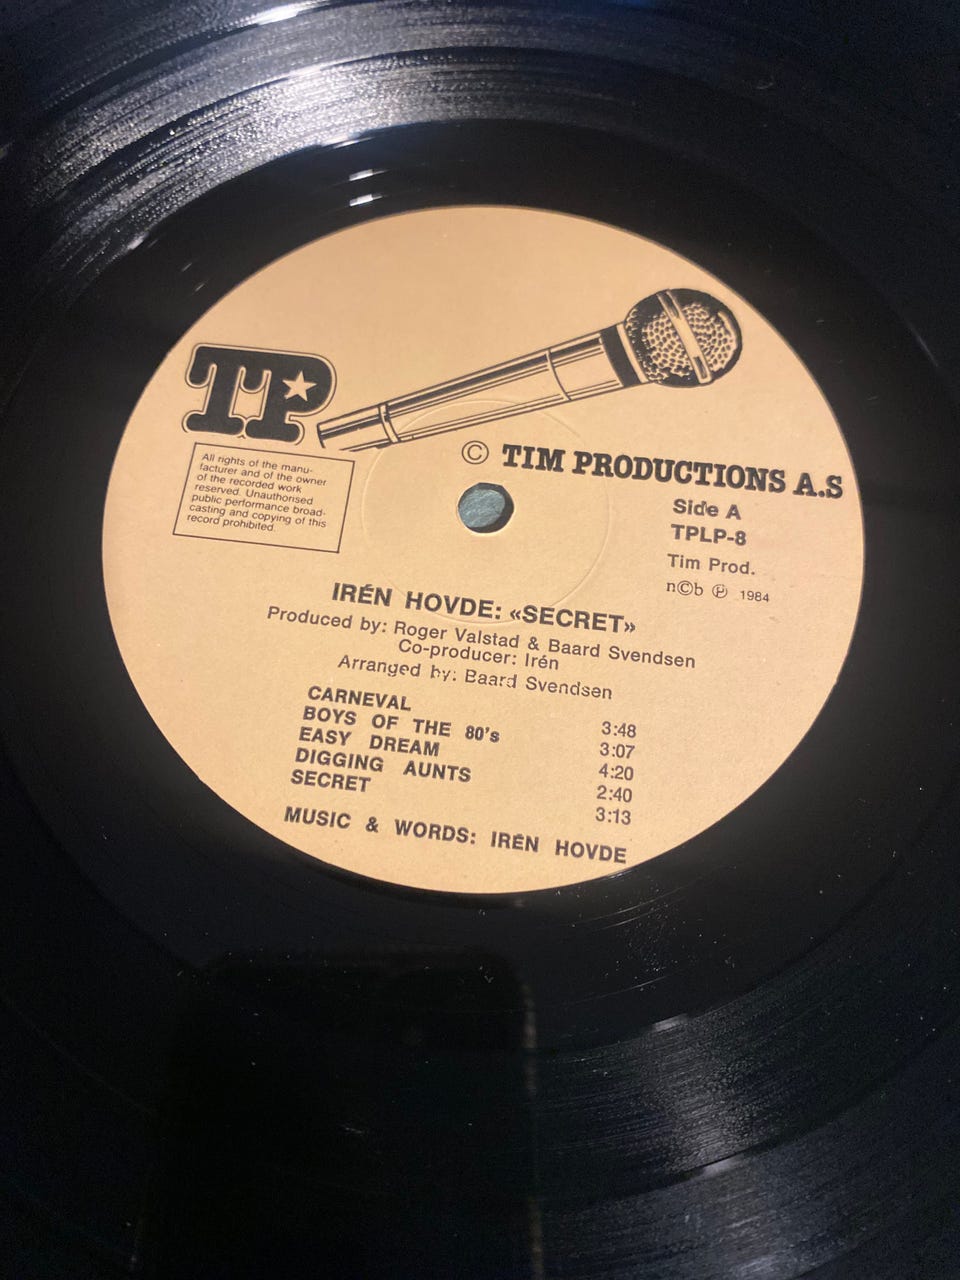 TP
All rights of the manu-
facturer and of the owner
of the recorded work
reserved. Unauthorised
public performance broad-
casting and copying of this
record prohibited.
© TIM PRODUCTIONS A.S
Side A
TPLP-8
Tim Prod.
n©b ℗ 1984
IRÉN HOVDE: «SECRET»
Produced by: Roger Valstad & Baard Svendsen
Co-producer: Irén
Arranged by: Baard Svendsen
CARNEVAL 3:48
BOYS OF THE 80's 3:07
EASY DREAM 4:20
DIGGING AUNTS 2:40
SECRET 3:13
MUSIC & WORDS: IRÉN HOVDE